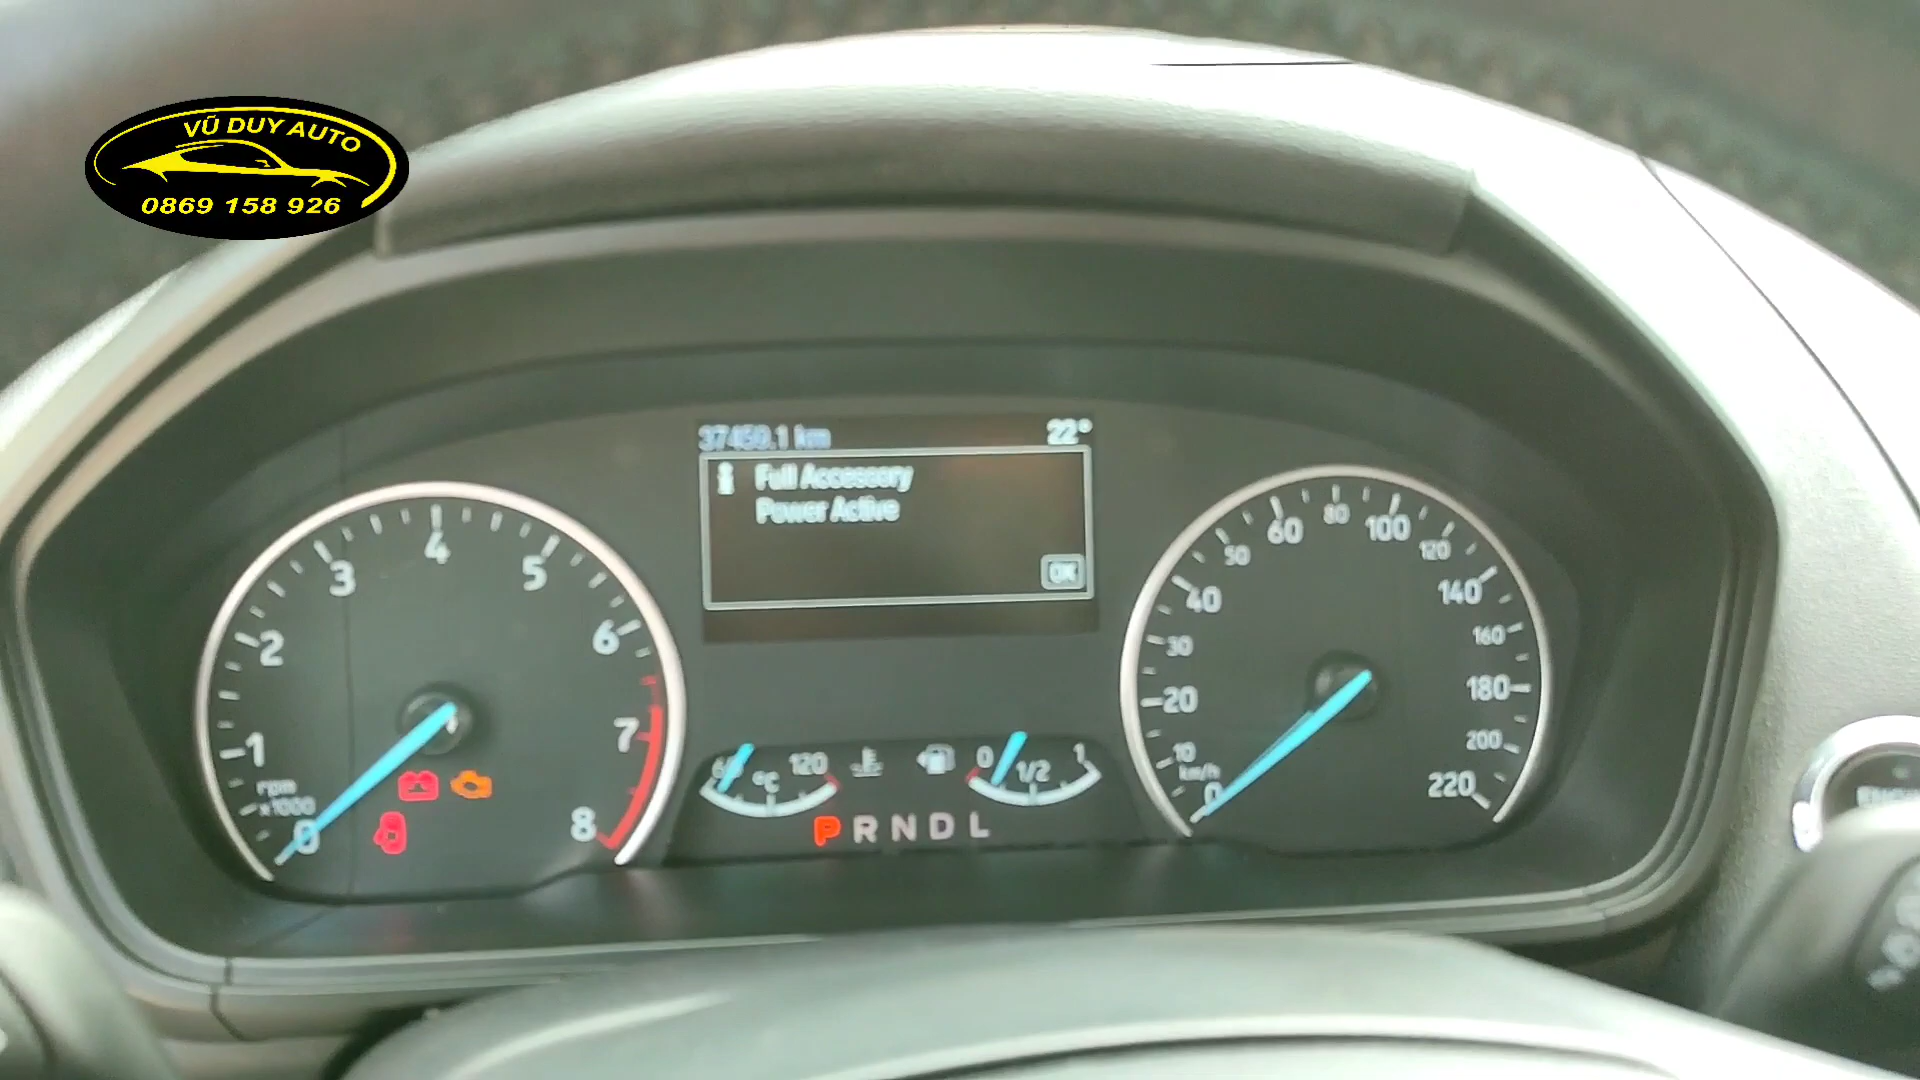 VŨ DUY AUTO
0869 158 926
37450.1 km 22°
Full Accessory
Power Active
OK
0 1 2 3 4 5 6 7 8
rpm
x1000
60 °C 120
0 1/2 1
P R N D L
0 10 20 30 40 50 60 80 100 120 140 160 180 200 220
km/h